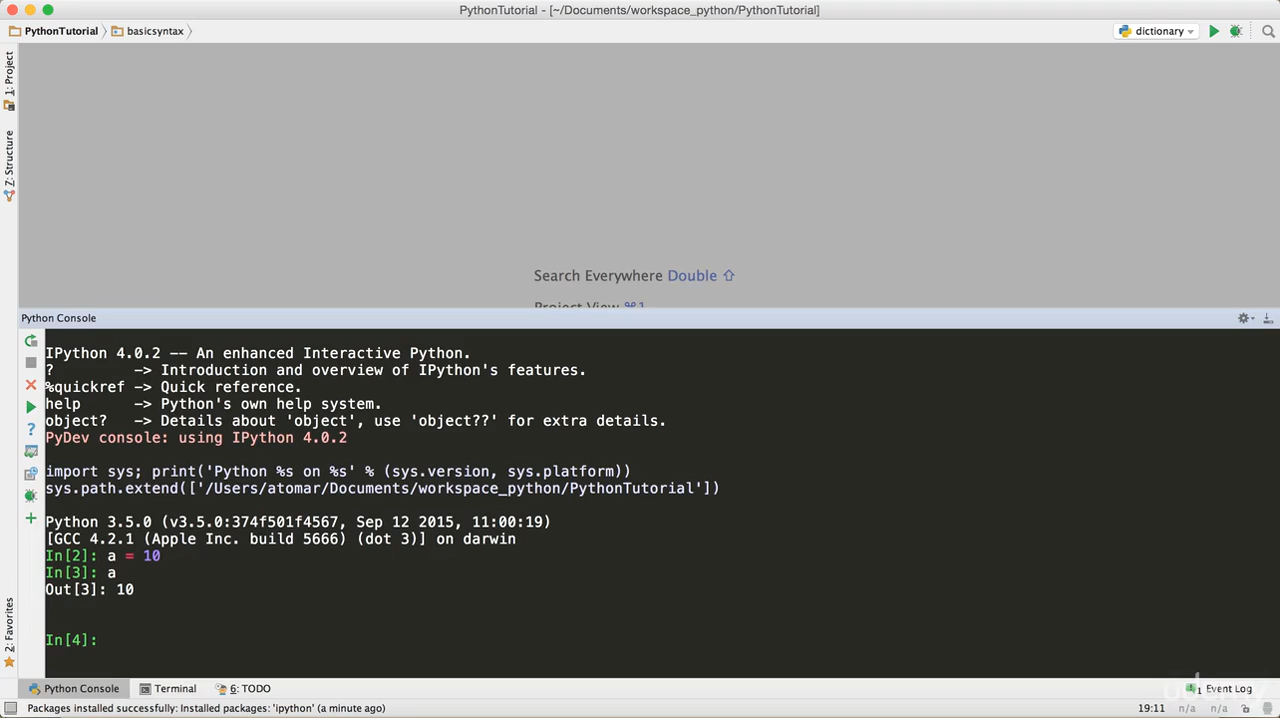 PythonTutorial - [~/Documents/workspace_python/PythonTutorial]
PythonTutorial basicsyntax dictionary
1: Project
Z: Structure
2: Favorites
Search Everywhere Double ⇧
Project View ⌘1
Python Console
IPython 4.0.2 -- An enhanced Interactive Python.
? -> Introduction and overview of IPython's features.
%quickref -> Quick reference.
help -> Python's own help system.
object? -> Details about 'object', use 'object??' for extra details.
PyDev console: using IPython 4.0.2
import sys; print('Python %s on %s' % (sys.version, sys.platform))
sys.path.extend(['/Users/atomar/Documents/workspace_python/PythonTutorial'])
Python 3.5.0 (v3.5.0:374f501f4567, Sep 12 2015, 11:00:19)
[GCC 4.2.1 (Apple Inc. build 5666) (dot 3)] on darwin
In[2]: a = 10
In[3]: a
Out[3]: 10
In[4]:
Python Console Terminal 6: TODO 1 Event Log
Packages installed successfully: Installed packages: 'ipython' (a minute ago) 19:11 n/a n/a